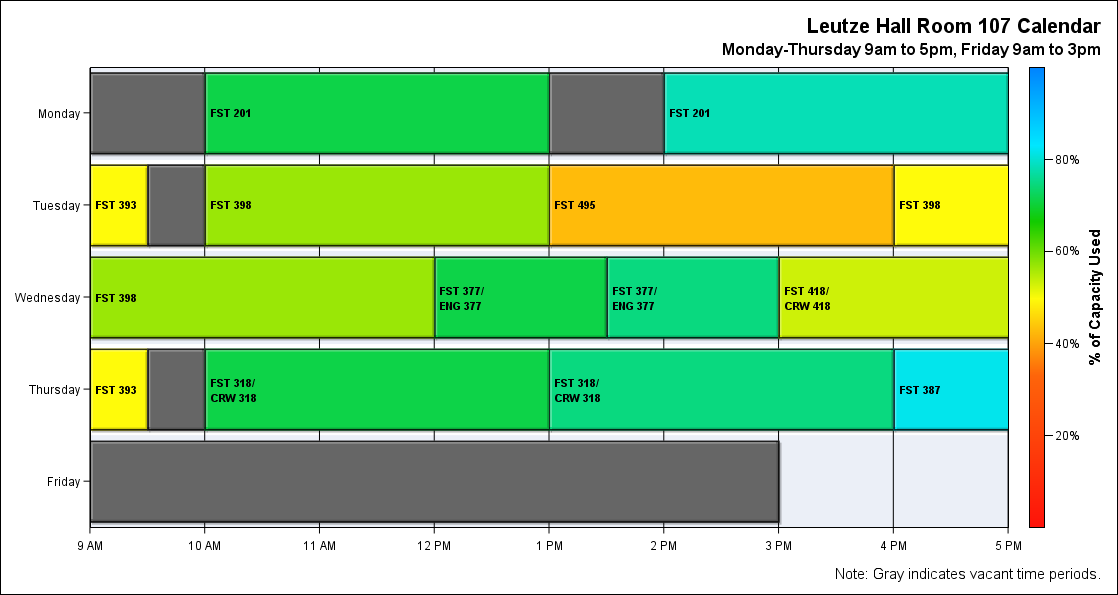 Leutze Hall Room 107 Calendar
Monday-Thursday 9am to 5pm, Friday 9am to 3pm
Monday
FST 201
FST 201
Tuesday
FST 393
FST 398
FST 495
FST 398
Wednesday
FST 398
FST 377/
ENG 377
FST 377/
ENG 377
FST 418/
CRW 418
Thursday
FST 393
FST 318/
CRW 318
FST 318/
CRW 318
FST 387
Friday
9 AM
10 AM
11 AM
12 PM
1 PM
2 PM
3 PM
4 PM
5 PM
80%
60%
40%
20%
% of Capacity Used
Note: Gray indicates vacant time periods.